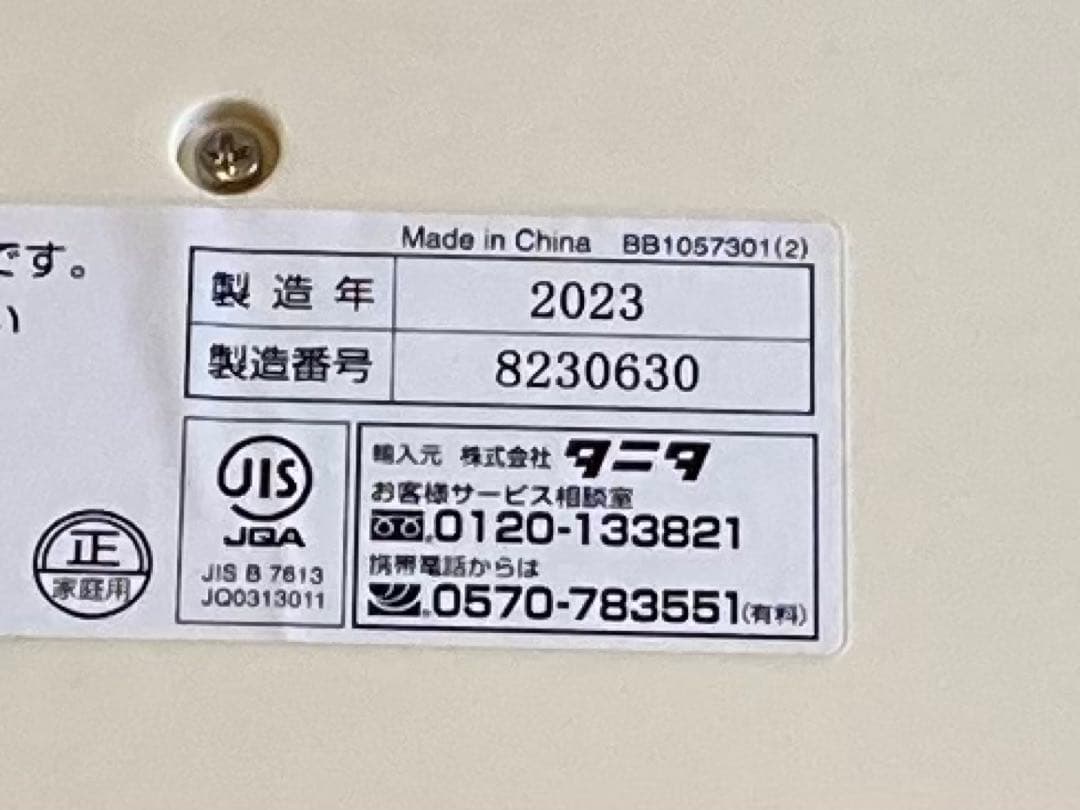 です。
い
Made in China BB1057301(2)
製造年 2023
製造番号 8230630
正
家庭用
JIS
JQA
JIS B 7613
JQ0313011
輸入元 株式会社 タニタ
お客様サービス相談室
0120-133821
携帯電話からは
0570-783551(有料)